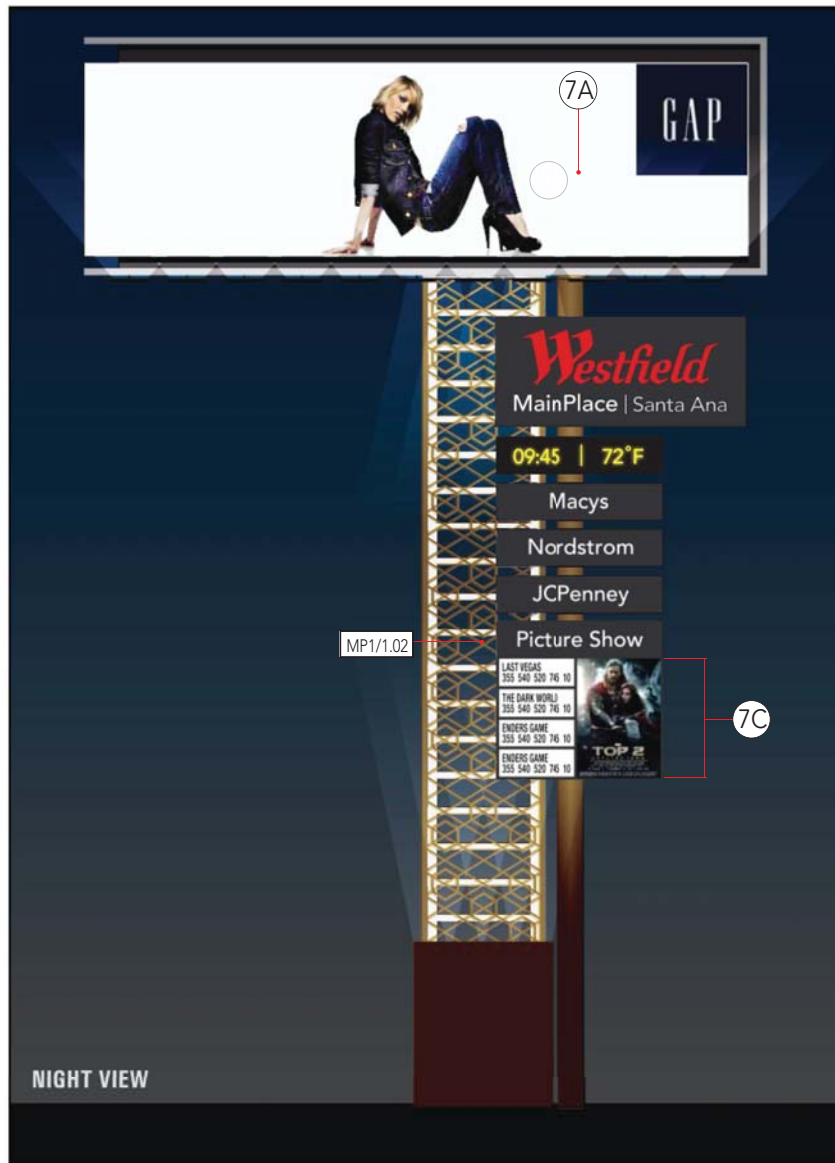 7A
GAP
Westfield
MainPlace | Santa Ana
09:45 | 72°F
Macys
Nordstrom
JCPenney
MP1/1.02
Picture Show
LAST VEGAS
355 540 520 745 10
THE DARK WORLD
355 540 520 745 10
ENDERS GAME
355 540 520 745 10
ENDERS GAME
355 540 520 745 10
TOP 2
7C
NIGHT VIEW